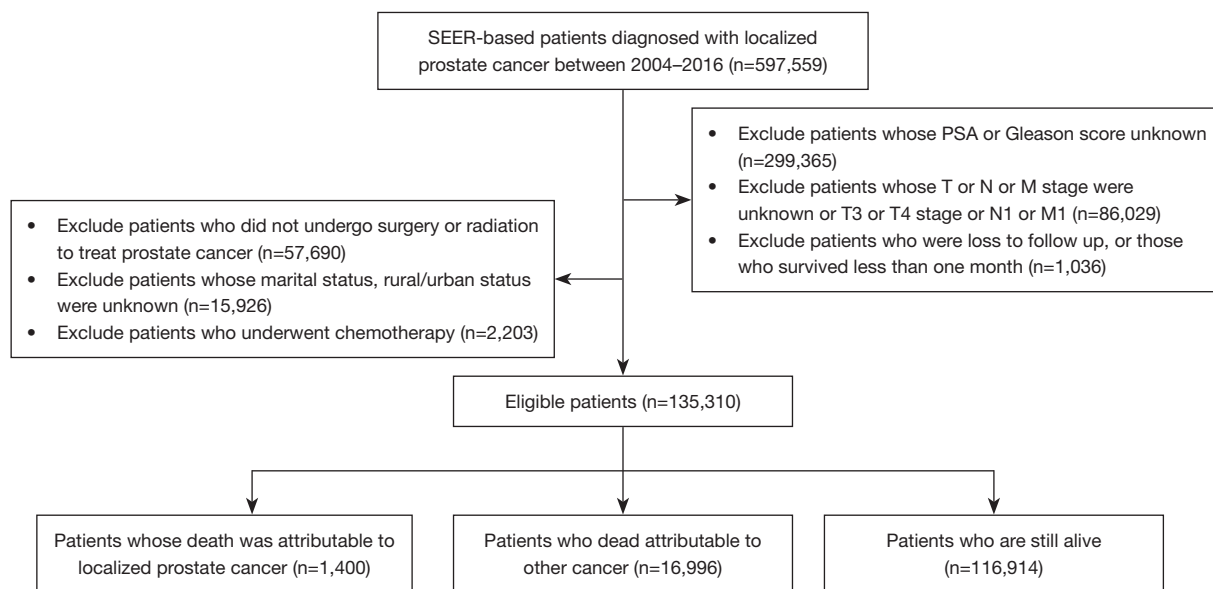 SEER-based patients diagnosed with localized
prostate cancer between 2004–2016 (n=597,559)
• Exclude patients whose PSA or Gleason score unknown
(n=299,365)
• Exclude patients whose T or N or M stage were
unknown or T3 or T4 stage or N1 or M1 (n=86,029)
• Exclude patients who were loss to follow up, or those
who survived less than one month (n=1,036)
• Exclude patients who did not undergo surgery or radiation
to treat prostate cancer (n=57,690)
• Exclude patients whose marital status, rural/urban status
were unknown (n=15,926)
• Exclude patients who underwent chemotherapy (n=2,203)
Eligible patients (n=135,310)
Patients whose death was attributable to
localized prostate cancer (n=1,400)
Patients who dead attributable to
other cancer (n=16,996)
Patients who are still alive
(n=116,914)